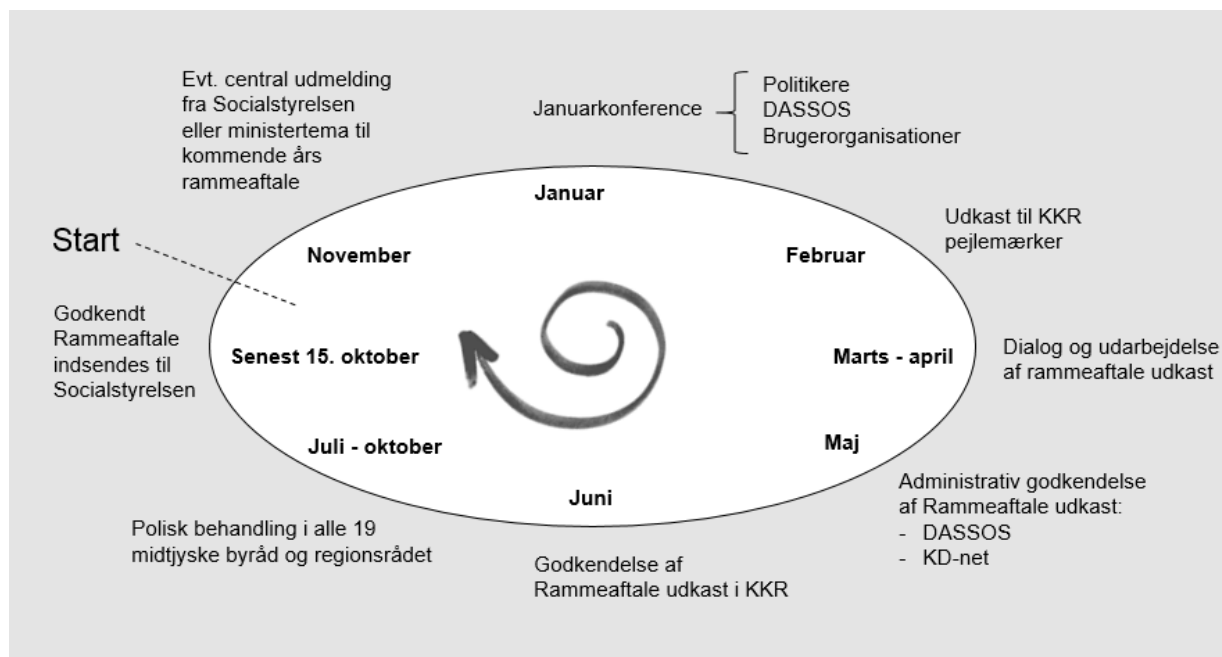 Evt. central udmelding
fra Socialstyrelsen
eller ministertema til
kommende års
rammeaftale
Januarkonference
Politikere
DASSOS
Brugerorganisationer
Januar
Start
November
Februar
Udkast til KKR
pejlemærker
Godkendt
Rammeaftale
indsendes til
Socialstyrelsen
Senest 15. oktober
Marts - april
Dialog og udarbejdelse
af rammeaftale udkast
Juli - oktober
Maj
Juni
Administrativ godkendelse
af Rammeaftale udkast:
- DASSOS
- KD-net
Polisk behandling i alle 19
midtjyske byråd og regionsrådet
Godkendelse af
Rammeaftale udkast i KKR